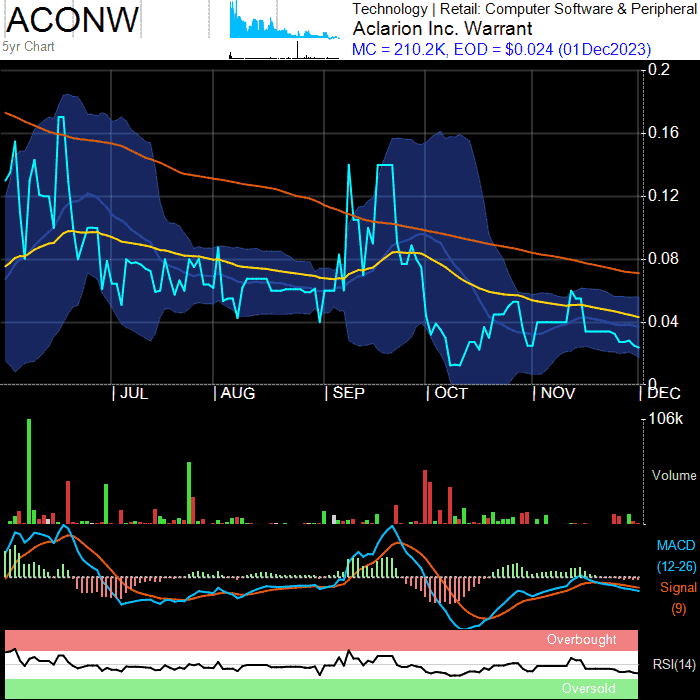 ACONW
5yr Chart
Technology | Retail: Computer Software & Peripheral
Aclarion Inc. Warrant
MC = 210.2K, EOD = $0.024 (01Dec2023)
0.2
0.16
0.12
0.08
0.04
0
| JUL | AUG | SEP | OCT | NOV | DEC
106k
Volume
MACD
(12-26)
Signal
(9)
Overbought
RSI(14)
Oversold